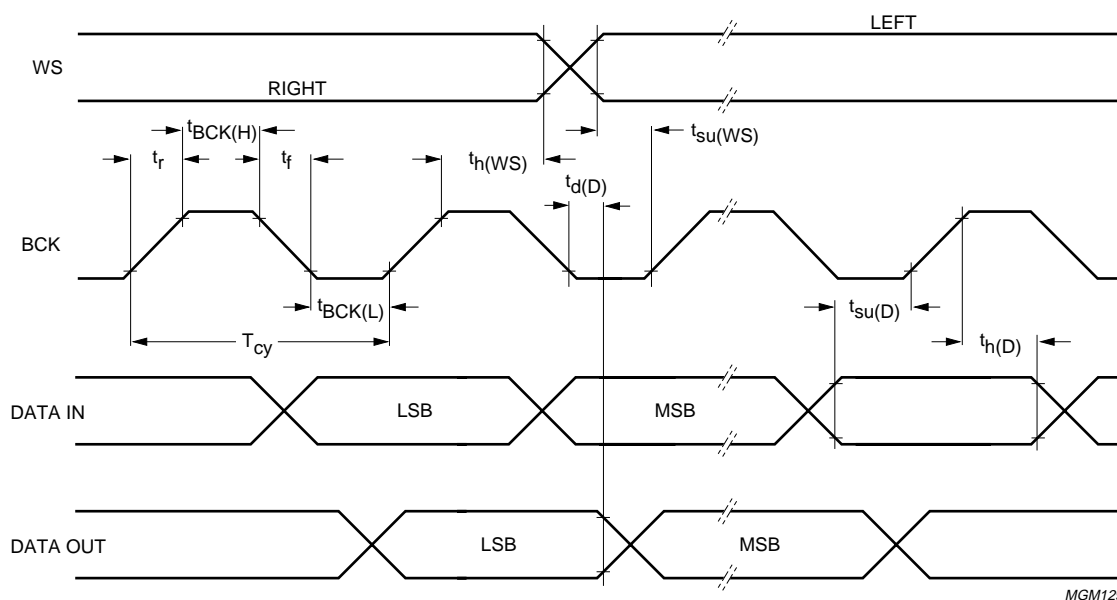 LEFT
WS
RIGHT
tBCK(H)
tsu(WS)
tr
tf
th(WS)
td(D)
BCK
tBCK(L)
tsu(D)
Tcy
th(D)
DATA IN
LSB
MSB
DATA OUT
LSB
MSB